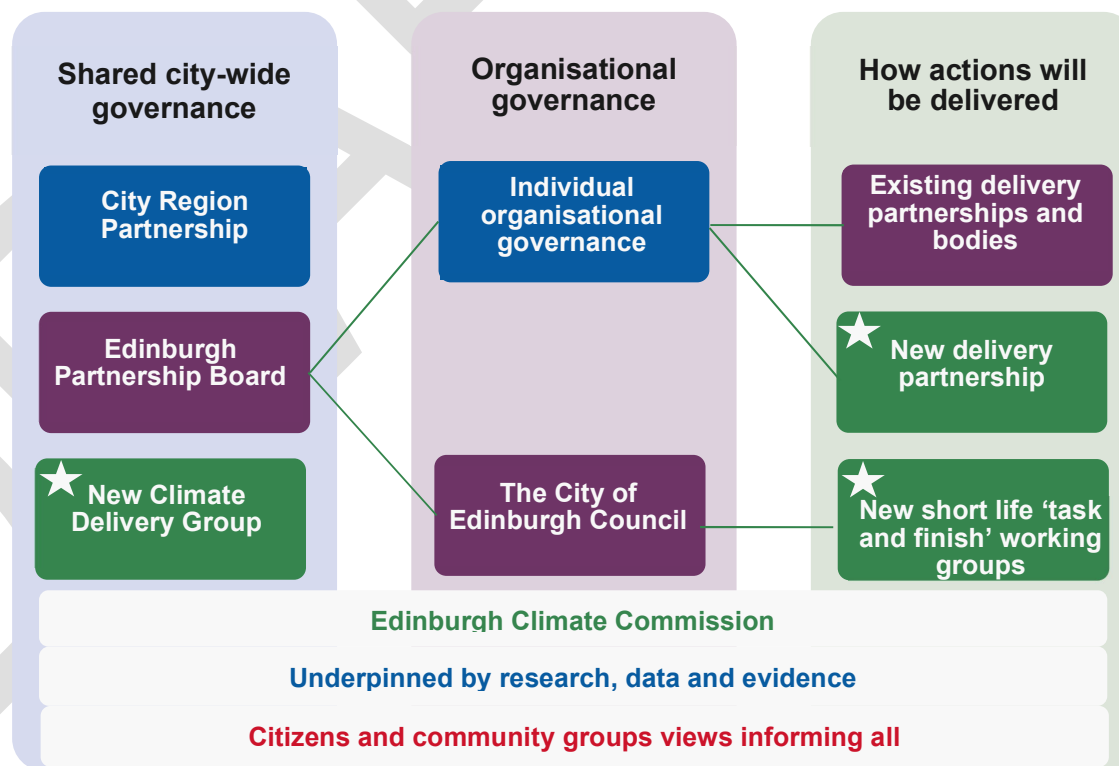 Shared city-wide
governance
City Region
Partnership
Edinburgh
Partnership Board
New Climate
Delivery Group
Organisational
governance
Individual
organisational
governance
The City of
Edinburgh Council
How actions will
be delivered
Existing delivery
partnerships and
bodies
New delivery
partnership
New short life ‘task
and finish’ working
groups
Edinburgh Climate Commission
Underpinned by research, data and evidence
Citizens and community groups views informing all